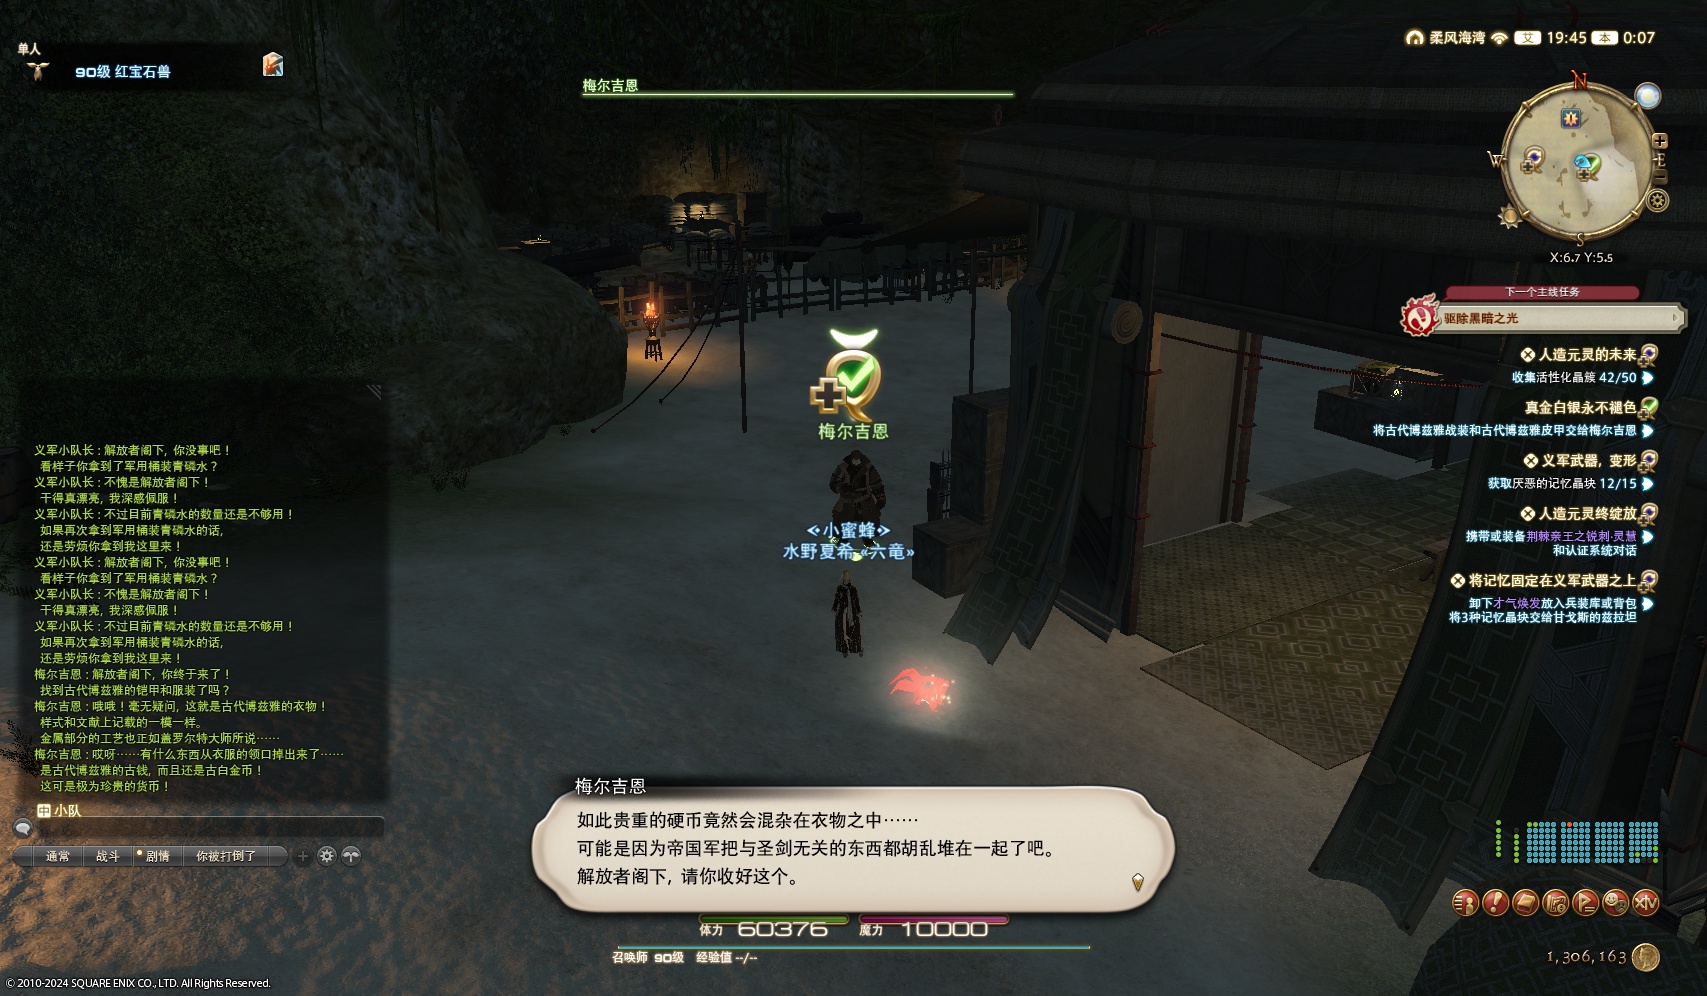 单人
90级 红宝石兽
梅尔吉恩
柔风海湾 艾 19:45 本 0:07
N
W
E
S
X:6.7 Y:5.5
下一个主线任务
驱除黑暗之光
人造元灵的未来
收集活性化晶簇 42/50
真金白银永不褪色
将古代博兹雅战装和古代博兹雅皮甲交给梅尔吉恩
义军武器，变形
获取厌恶的记忆晶块 12/15
人造元灵终绽放
携带或装备荆棘亲王之锐刺·灵慧
和认证系统对话
将记忆固定在义军武器之上
卸下才气焕发放入兵装库或背包
将3种记忆晶块交给甘戈斯的兹拉坦
梅尔吉恩
小蜜蜂
水野夏希 «六竜»
义军小队长：解放者阁下，你没事吧！
看样子你拿到了军用桶装青磷水？
义军小队长：不愧是解放者阁下！
干得真漂亮，我深感佩服！
义军小队长：不过目前青磷水的数量还是不够用！
如果再次拿到军用桶装青磷水的话，
还是劳烦你拿到我这里来！
义军小队长：解放者阁下，你没事吧！
看样子你拿到了军用桶装青磷水？
义军小队长：不愧是解放者阁下！
干得真漂亮，我深感佩服！
义军小队长：不过目前青磷水的数量还是不够用！
如果再次拿到军用桶装青磷水的话，
还是劳烦你拿到我这里来！
梅尔吉恩：解放者阁下，你终于来了！
找到古代博兹雅的铠甲和服装了吗？
梅尔吉恩：哦哦！毫无疑问，这就是古代博兹雅的衣物！
样式和文献上记载的一模一样。
金属部分的工艺也正如盖罗尔特大师所说……
梅尔吉恩：哎呀……有什么东西从衣服的领口掉出来了……
是古代博兹雅的古钱，而且还是古白金币！
这可是极为珍贵的货币！
小队
通常 战斗 剧情 你被打倒了
梅尔吉恩
如此贵重的硬币竟然会混杂在衣物之中……
可能是因为帝国军把与圣剑无关的东西都胡乱堆在一起了吧。
解放者阁下，请你收好这个。
体力 60376 魔力 10000
召唤师 90级 经验值 --/--
XIV
1,306,163
© 2010-2024 SQUARE ENIX CO., LTD. All Rights Reserved.